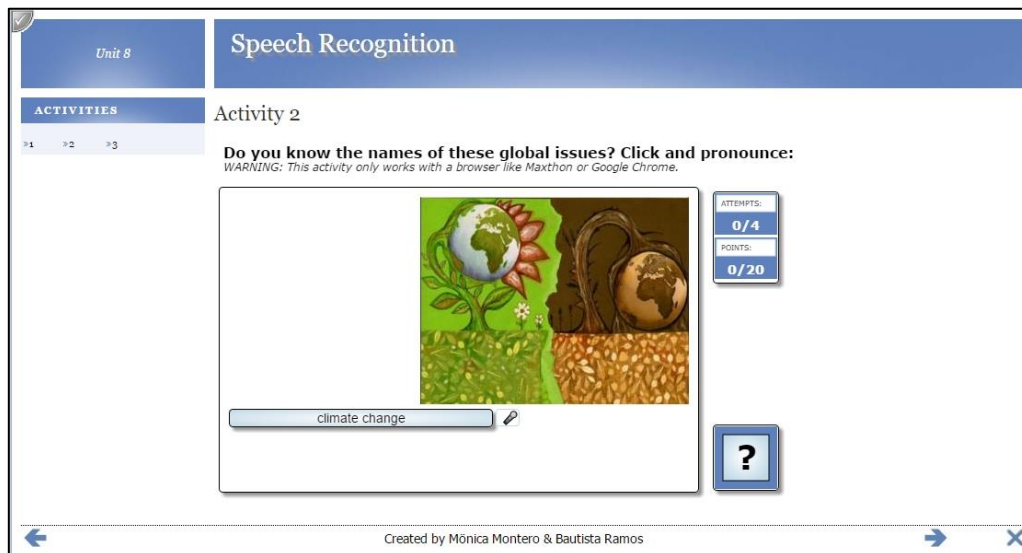 Unit 8
Speech Recognition
ACTIVITIES
»1 »2 »3
Activity 2
Do you know the names of these global issues? Click and pronounce:
WARNING: This activity only works with a browser like Maxthon or Google Chrome.
ATTEMPTS:
0/4
POINTS:
0/20
climate change
?
Created by Mónica Montero & Bautista Ramos